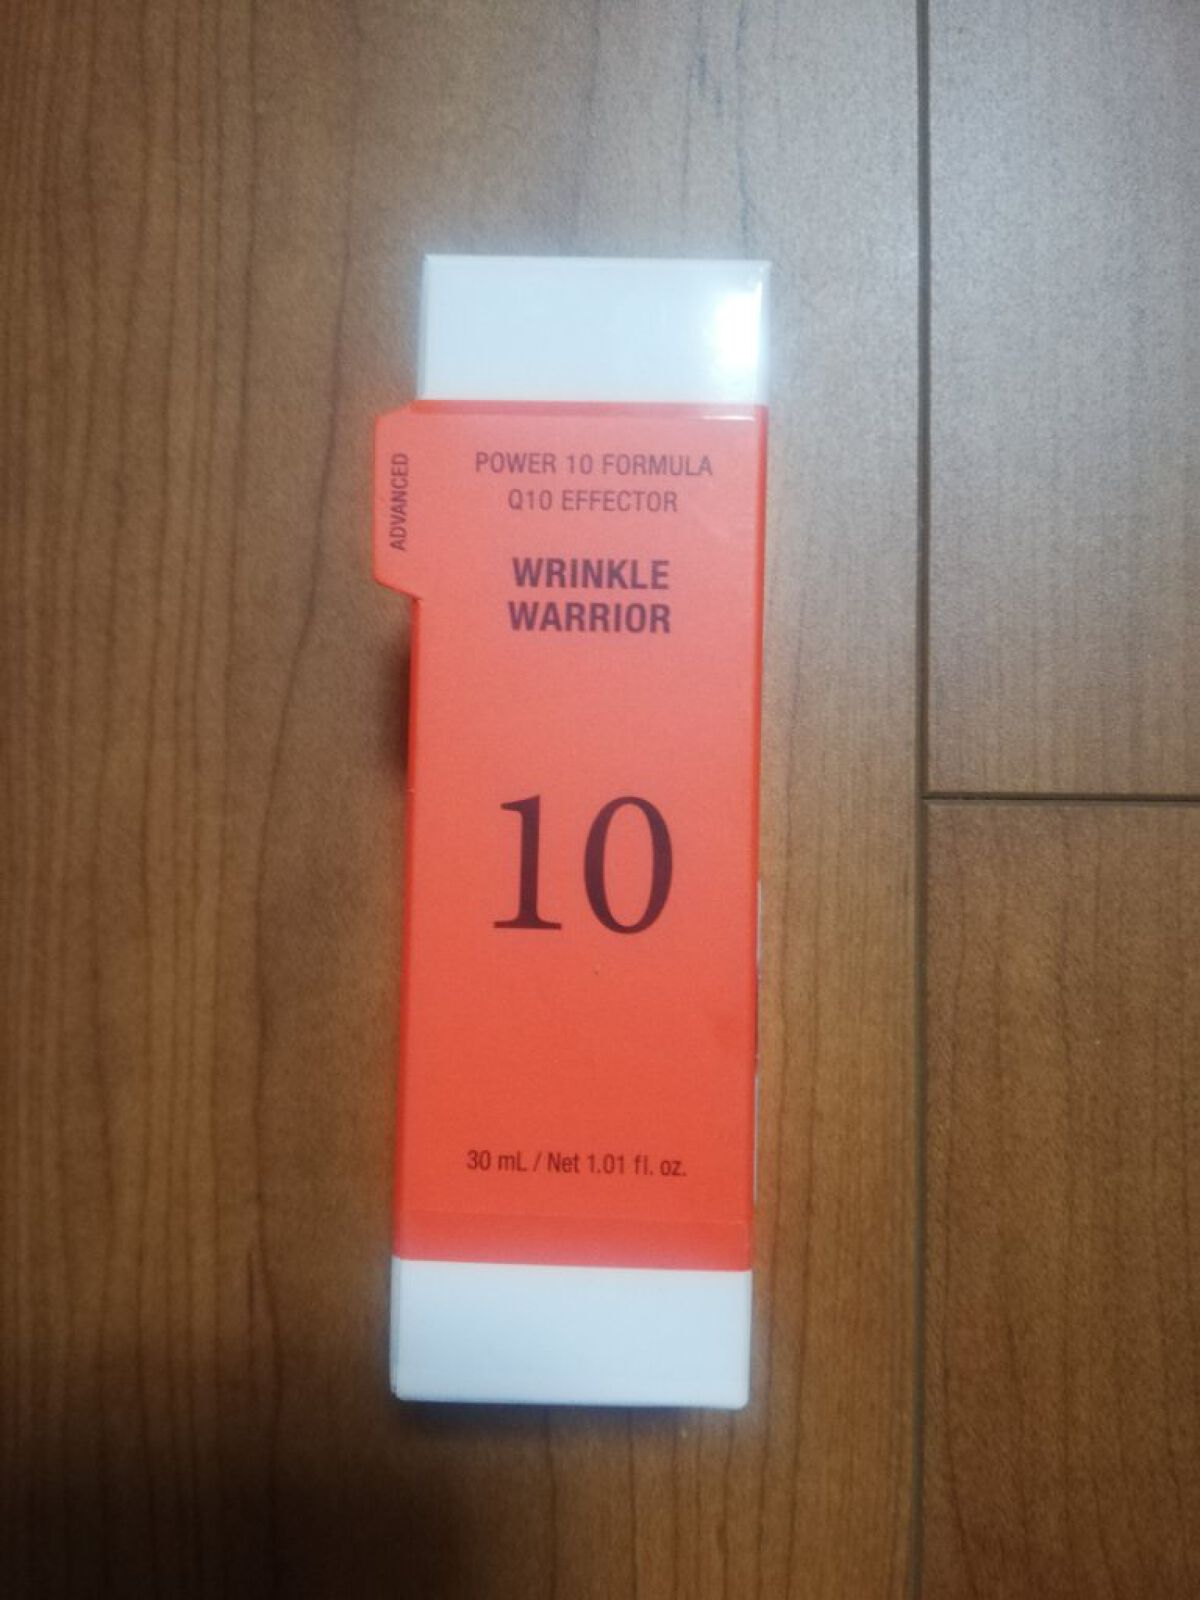 ADVANCED
POWER 10 FORMULA
Q10 EFFECTOR
WRINKLE
WARRIOR
10
30 mL / Net 1.01 fl. oz.